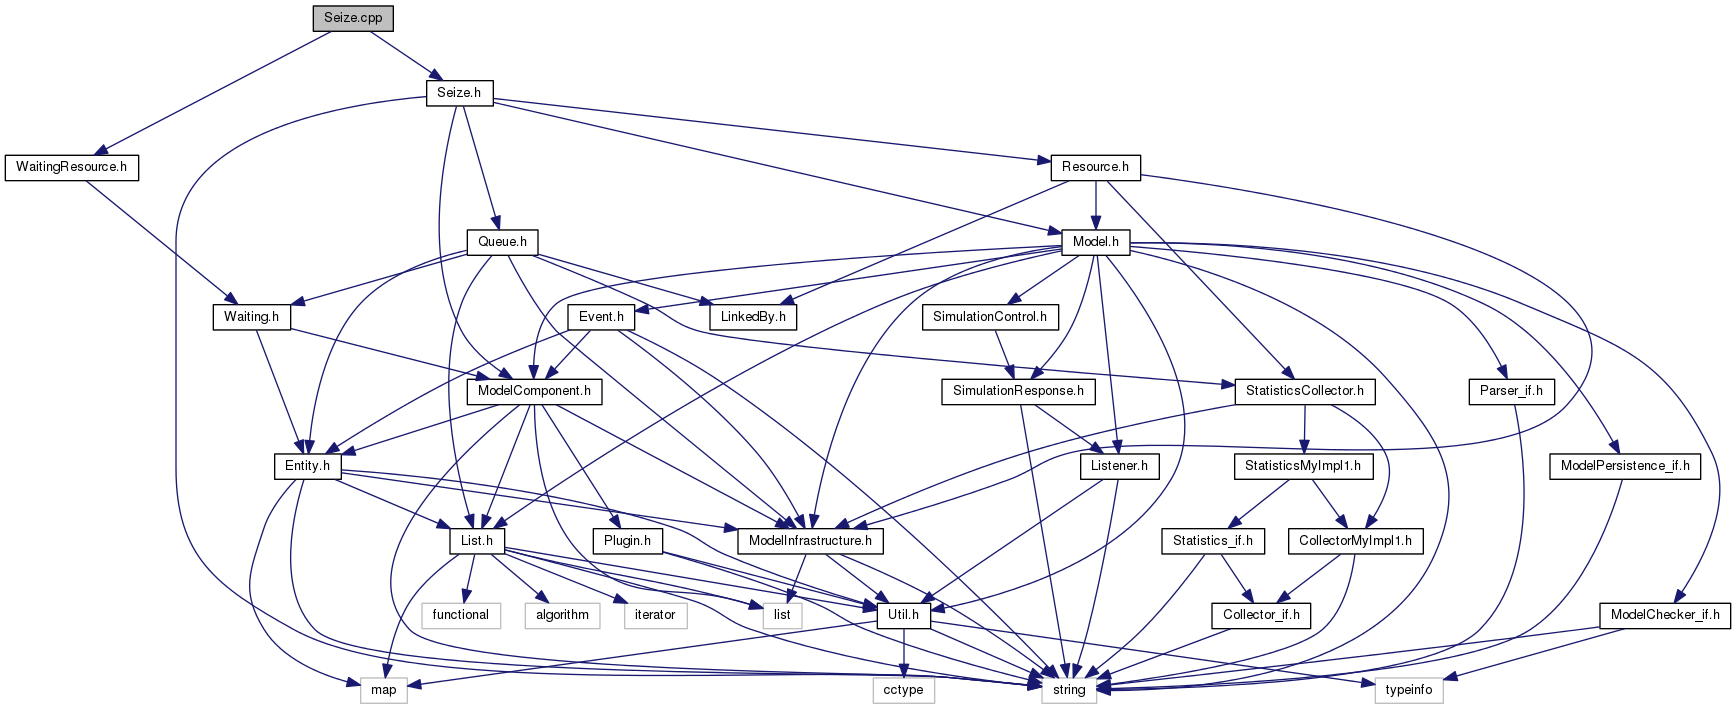 Seize.cpp
Seize.h
WaitingResource.h
Resource.h
Queue.h
Model.h
Waiting.h
Event.h
LinkedBy.h
SimulationControl.h
ModelComponent.h
SimulationResponse.h
StatisticsCollector.h
Parser_if.h
Entity.h
Listener.h
StatisticsMyImpl1.h
ModelPersistence_if.h
List.h
Plugin.h
ModelInfrastructure.h
Statistics_if.h
CollectorMyImpl1.h
functional
algorithm
iterator
list
Util.h
Collector_if.h
ModelChecker_if.h
map
cctype
string
typeinfo